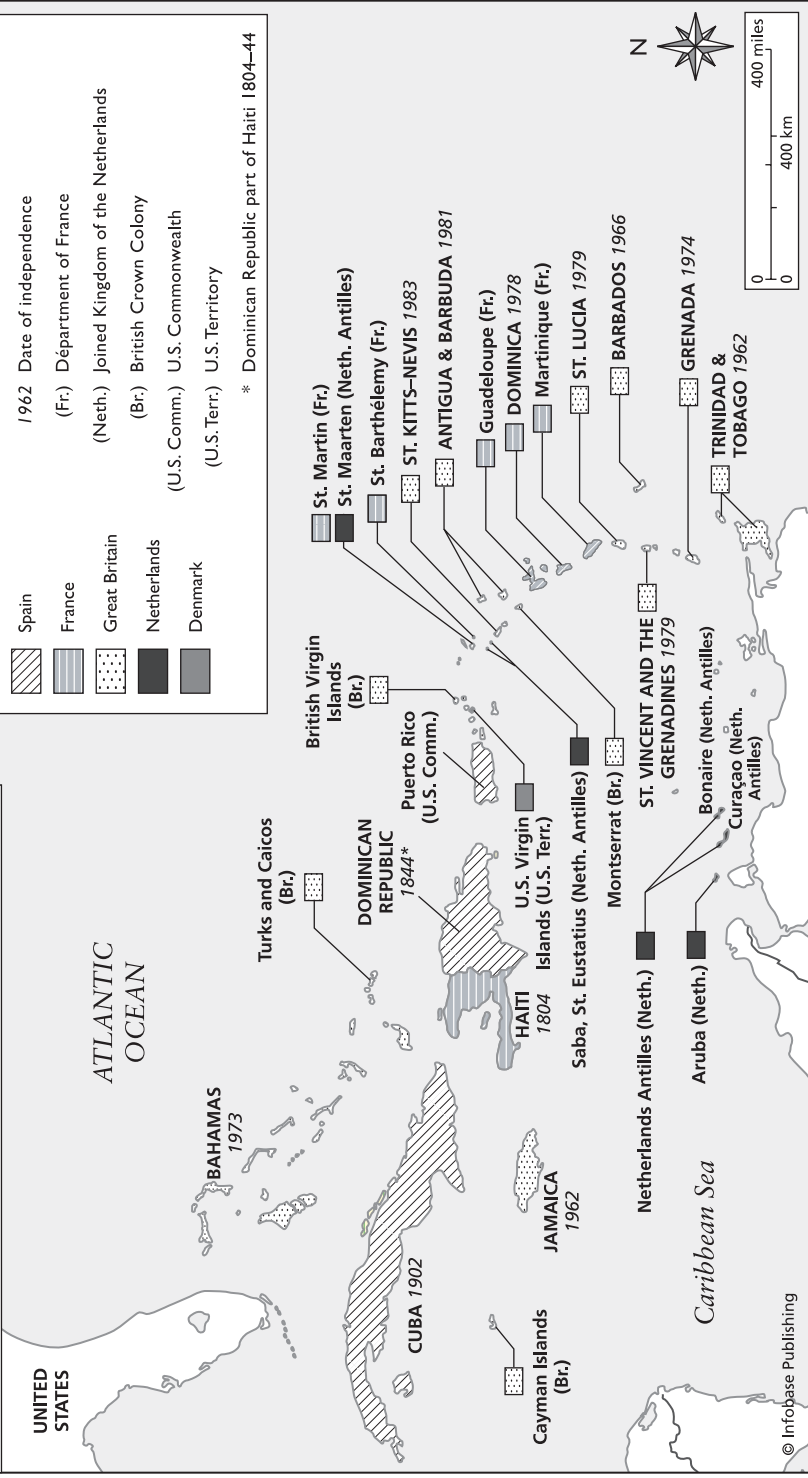 Spain
France
Great Britain
Netherlands
Denmark
1962 Date of independence
(Fr.) Départment of France
(Neth.) Joined Kingdom of the Netherlands
(Br.) British Crown Colony
(U.S. Comm.) U.S. Commonwealth
(U.S. Terr.) U.S. Territory
* Dominican Republic part of Haiti 1804–44
UNITED
STATES
ATLANTIC
OCEAN
BAHAMAS
1973
Turks and Caicos
(Br.)
British Virgin
Islands
(Br.)
St. Martin (Fr.)
St. Maarten (Neth. Antilles)
St. Barthélemy (Fr.)
ST. KITTS–NEVIS 1983
ANTIGUA & BARBUDA 1981
Guadeloupe (Fr.)
DOMINICA 1978
Martinique (Fr.)
ST. LUCIA 1979
BARBADOS 1966
GRENADA 1974
TRINIDAD &
TOBAGO 1962
CUBA 1902
DOMINICAN
REPUBLIC
1844*
Puerto Rico
(U.S. Comm.)
HAITI
1804
U.S. Virgin
Islands (U.S. Terr.)
Cayman Islands
(Br.)
JAMAICA
1962
Saba, St. Eustatius (Neth. Antilles)
Montserrat (Br.)
ST. VINCENT AND THE
GRENADINES 1979
Netherlands Antilles (Neth.)
Bonaire (Neth. Antilles)
Curaçao (Neth.
Antilles)
Aruba (Neth.)
Caribbean Sea
N
0 400 miles
0 400 km
© Infobase Publishing